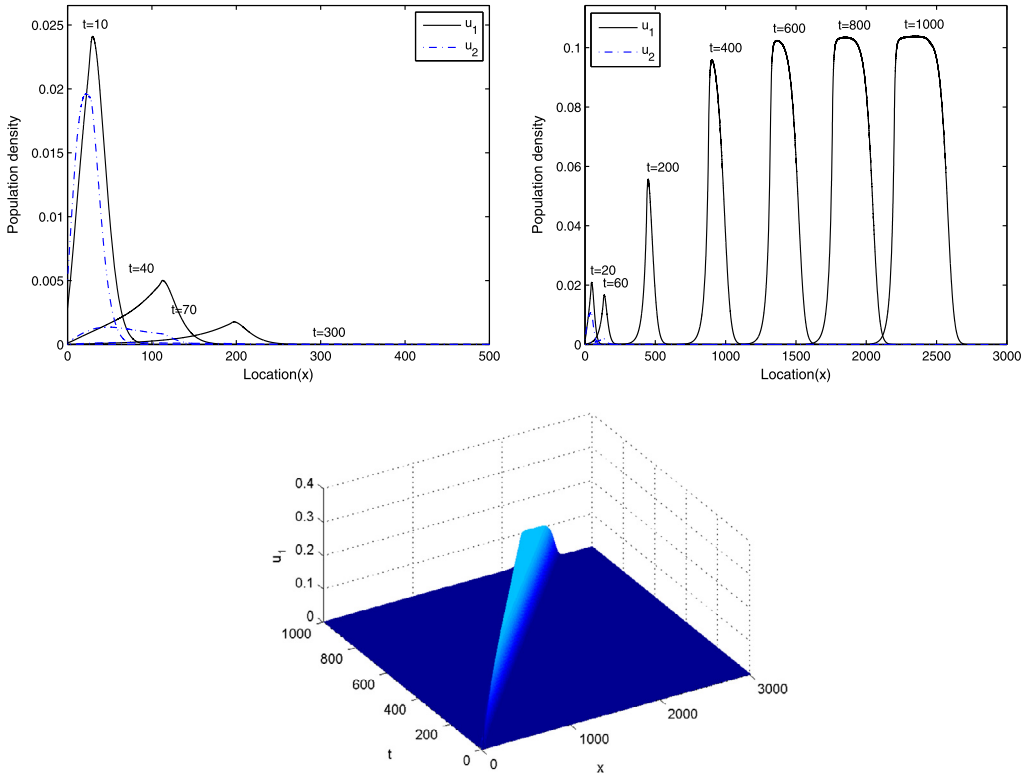 0.025
0.02
0.015
0.01
0.005
0
Population density
t=10
t=40
t=70
t=300
u1
u2
0 100 200 300 400 500
Location(x)
0.1
0.08
0.06
0.04
0.02
0
Population density
u1
u2
t=20
t=60
t=200
t=400
t=600
t=800
t=1000
0 500 1000 1500 2000 2500 3000
Location(x)
0.4
0.3
0.2
0.1
0
u1
1000
800
600
400
200
0
t
0
1000
2000
3000
x